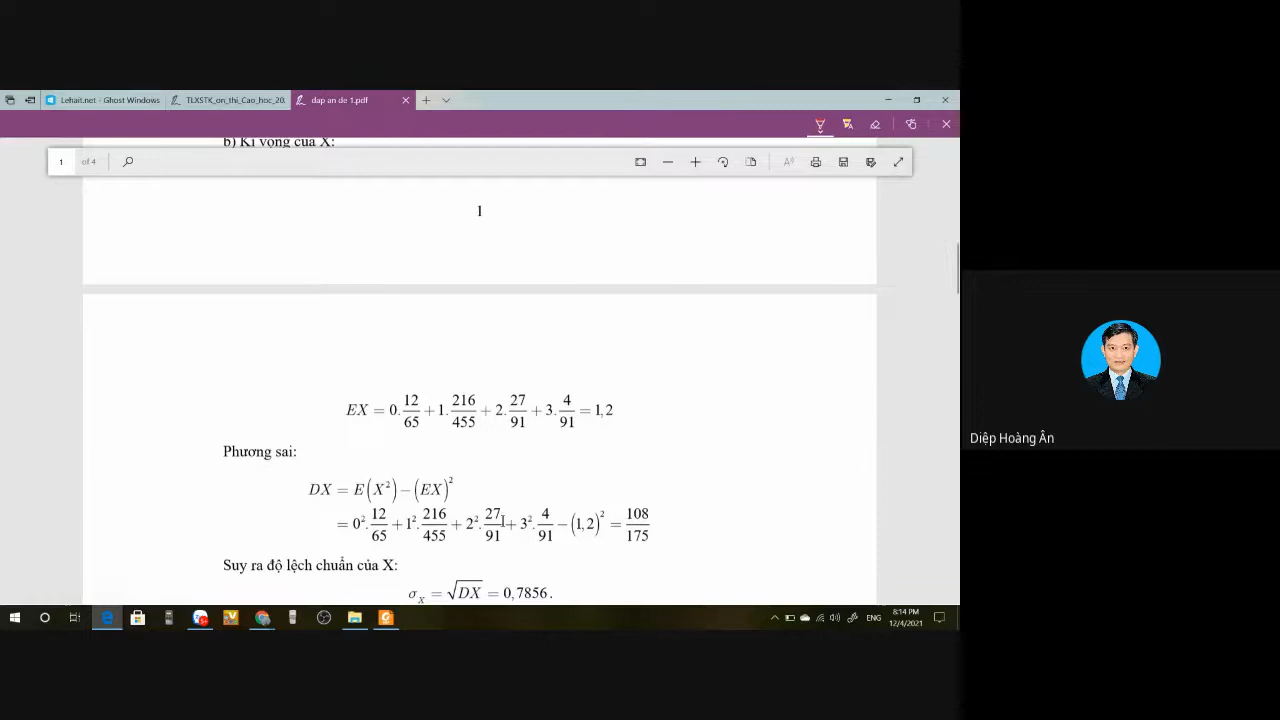 Lehait.net - Ghost Windows
TLXSTK_on_thi_Cao_hoc_20.
dap an de 1.pdf
b) Kì vọng của X:
1 of 4
1
EX = 0.12/65 + 1.216/455 + 2.27/91 + 3.4/91 = 1,2
Phương sai:
DX = E(X²) − (EX)²
= 0².12/65 + 1².216/455 + 2².27/91 + 3².4/91 − (1,2)² = 108/175
Suy ra độ lệch chuẩn của X:
σ_X = √DX = 0,7856.
Diệp Hoàng Ân
ENG
8:14 PM
12/4/2021